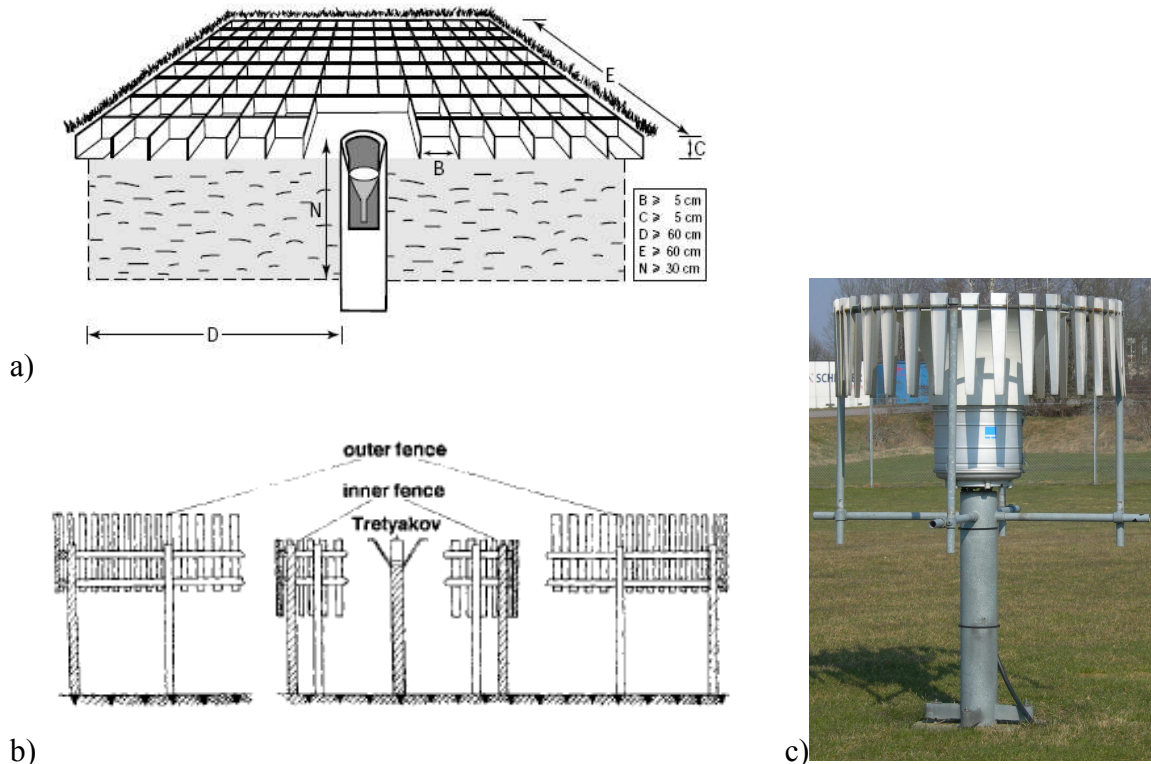 E
C
B
N
B ⩾ 5 cm
C ⩾ 5 cm
D ⩾ 60 cm
E ⩾ 60 cm
N ⩾ 30 cm
D
a)
outer fence
inner fence
Tretyakov
b)
c)